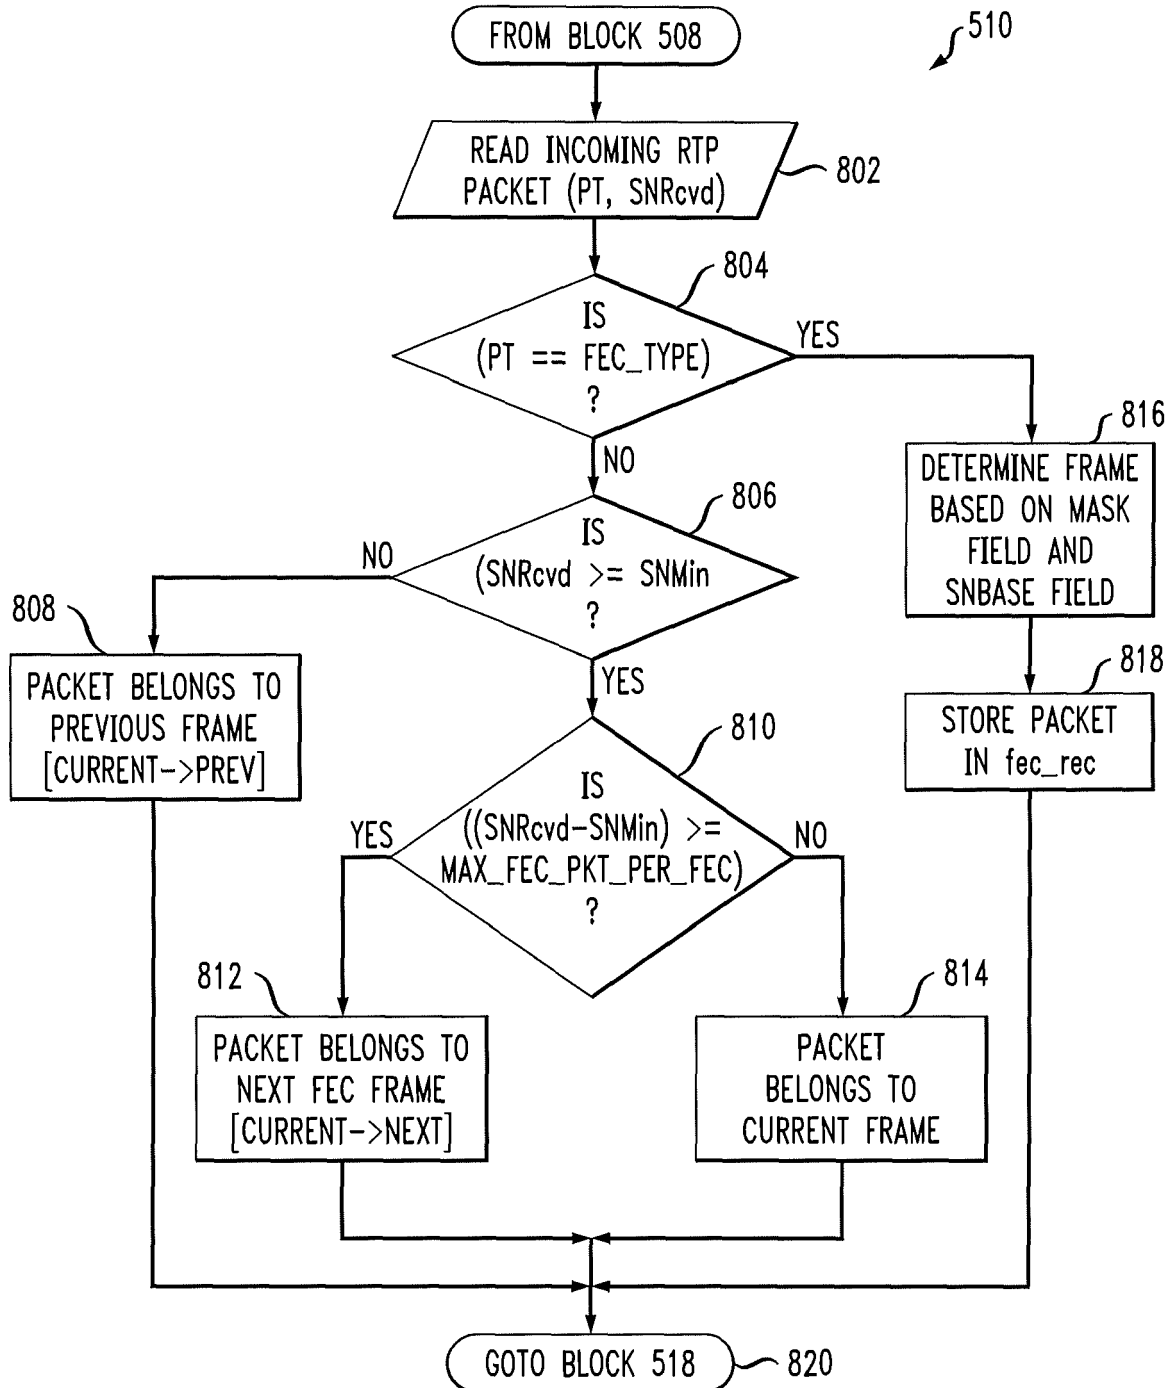 FROM BLOCK 508
510
READ INCOMING RTP
PACKET (PT, SNRcvd)
802
804
IS
(PT == FEC_TYPE)
?
YES
NO
816
DETERMINE FRAME
BASED ON MASK
FIELD AND
SNBASE FIELD
806
IS
(SNRcvd >= SNMin
?
NO
YES
808
PACKET BELONGS TO
PREVIOUS FRAME
[CURRENT->PREV]
818
STORE PACKET
IN fec_rec
810
IS
((SNRcvd-SNMin) >=
MAX_FEC_PKT_PER_FEC)
?
YES
NO
812
PACKET BELONGS TO
NEXT FEC FRAME
[CURRENT->NEXT]
814
PACKET
BELONGS TO
CURRENT FRAME
GOTO BLOCK 518
820